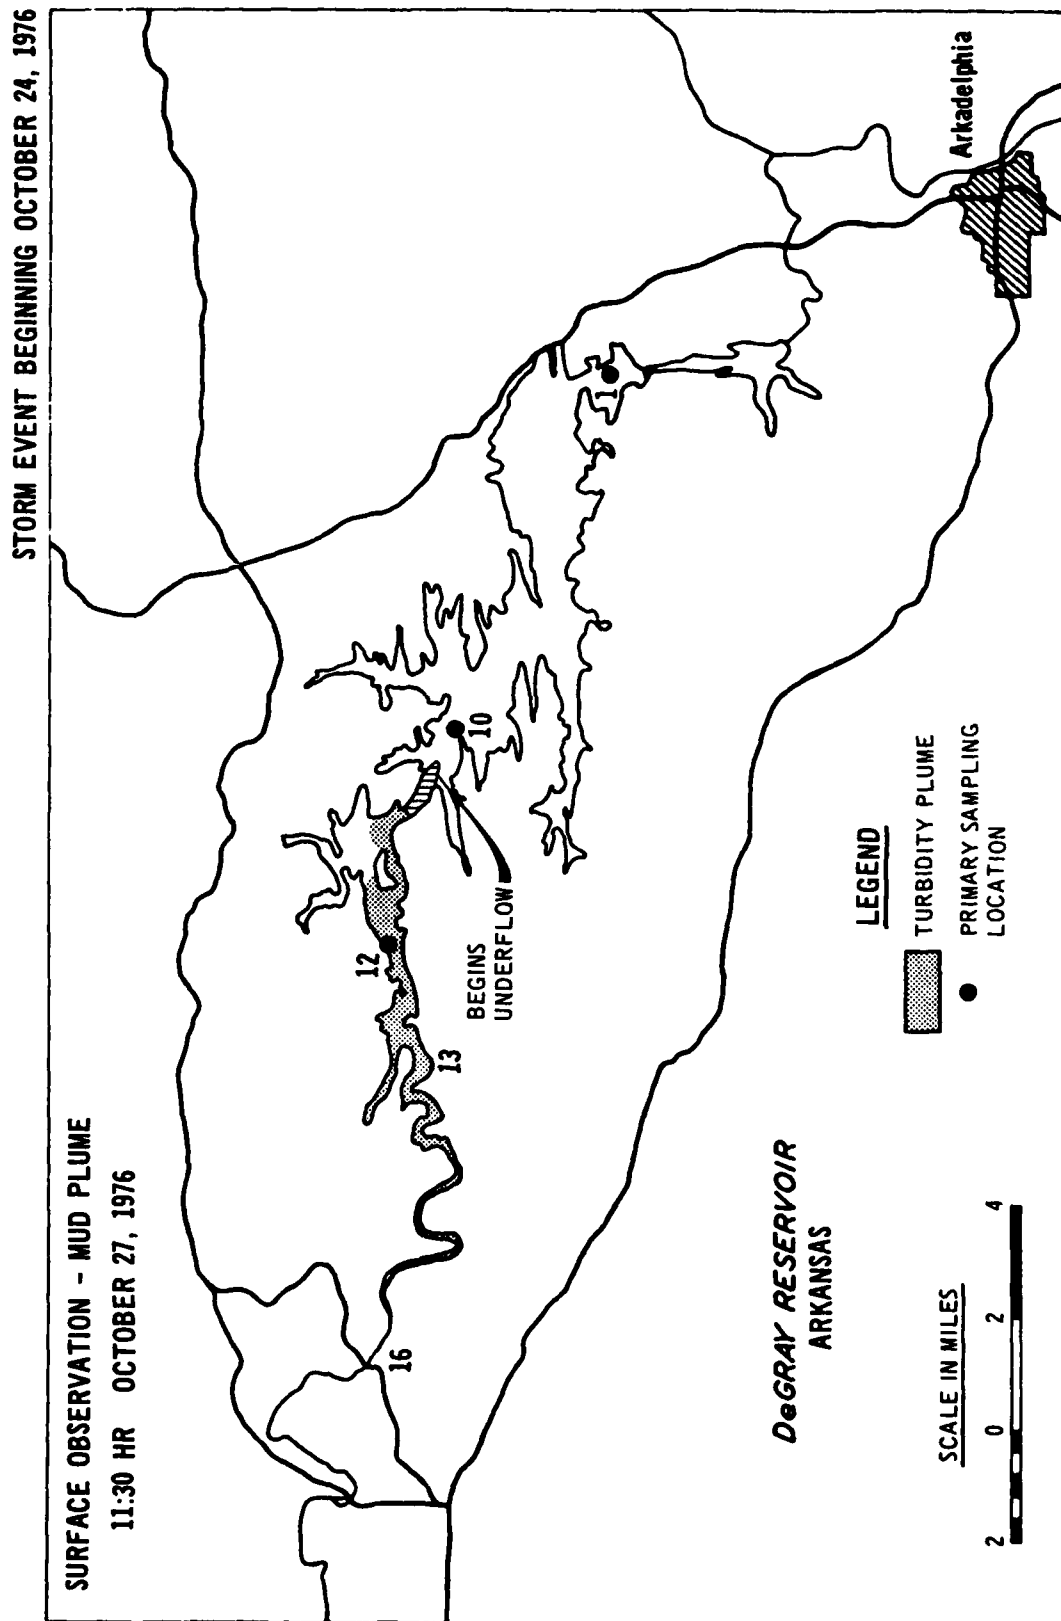 STORM EVENT BEGINNING OCTOBER 24, 1976
SURFACE OBSERVATION - MUD PLUME
11:30 HR OCTOBER 27, 1976
Arkadelphia
1
10
12
13
16
BEGINS
UNDERFLOW
LEGEND
TURBIDITY PLUME
PRIMARY SAMPLING
LOCATION
DeGRAY RESERVOIR
ARKANSAS
SCALE IN MILES
2 0 2 4